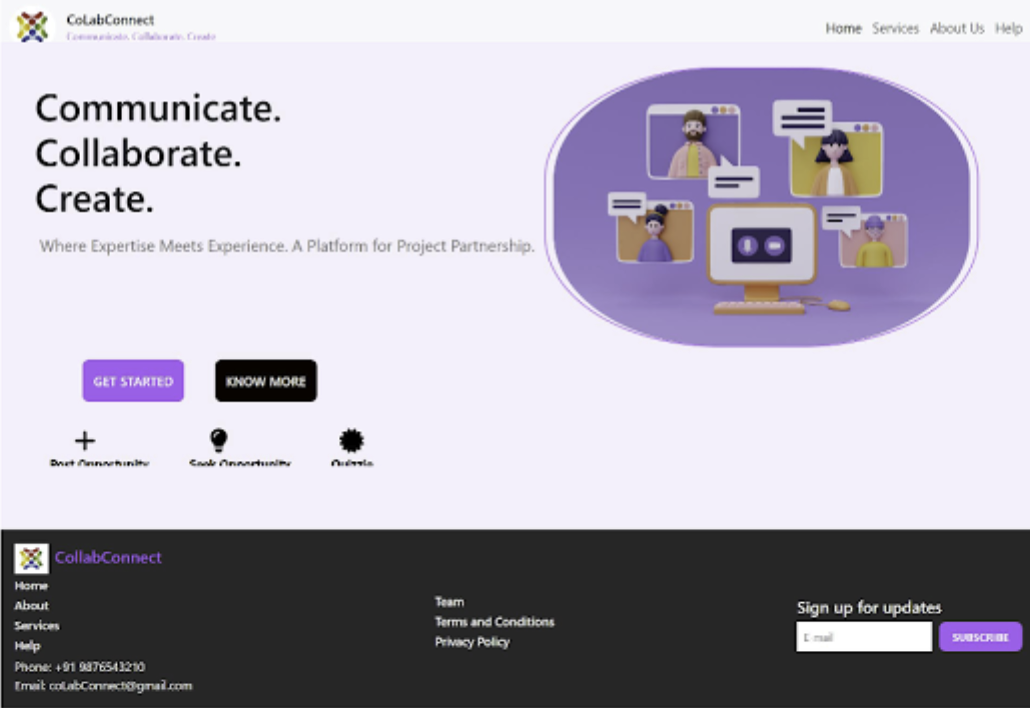 CoLabConnect
Communicate. Collaborate. Create
Home Services About Us Help
Communicate.
Collaborate.
Create.
Where Expertise Meets Experience. A Platform for Project Partnership.
GET STARTED KNOW MORE
Post Opportunity Seek Opportunity Quizzie
CollabConnect
Home
About
Services
Help
Phone: +91 9876543210
Email: coLabConnect@gmail.com
Team
Terms and Conditions
Privacy Policy
Sign up for updates
E-mail SUBSCRIBE